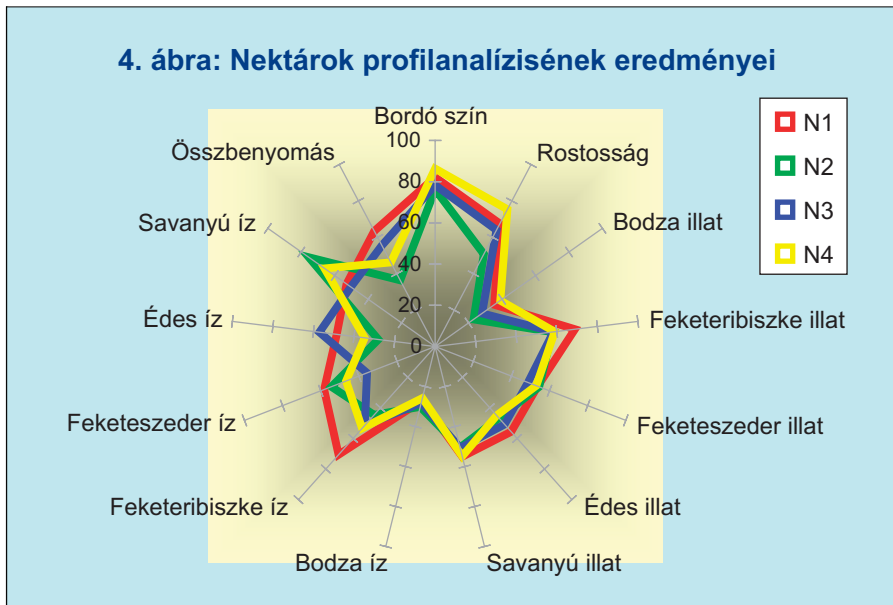 4. ábra: Nektárok profilanalízisének eredményei
Bordó szín
Rostosság
Bodza illat
Feketeribiszke illat
Feketeszeder illat
Édes illat
Savanyú illat
Bodza íz
Feketeribiszke íz
Feketeszeder íz
Édes íz
Savanyú íz
Összbenyomás
100
80
60
40
20
0
N1
N2
N3
N4